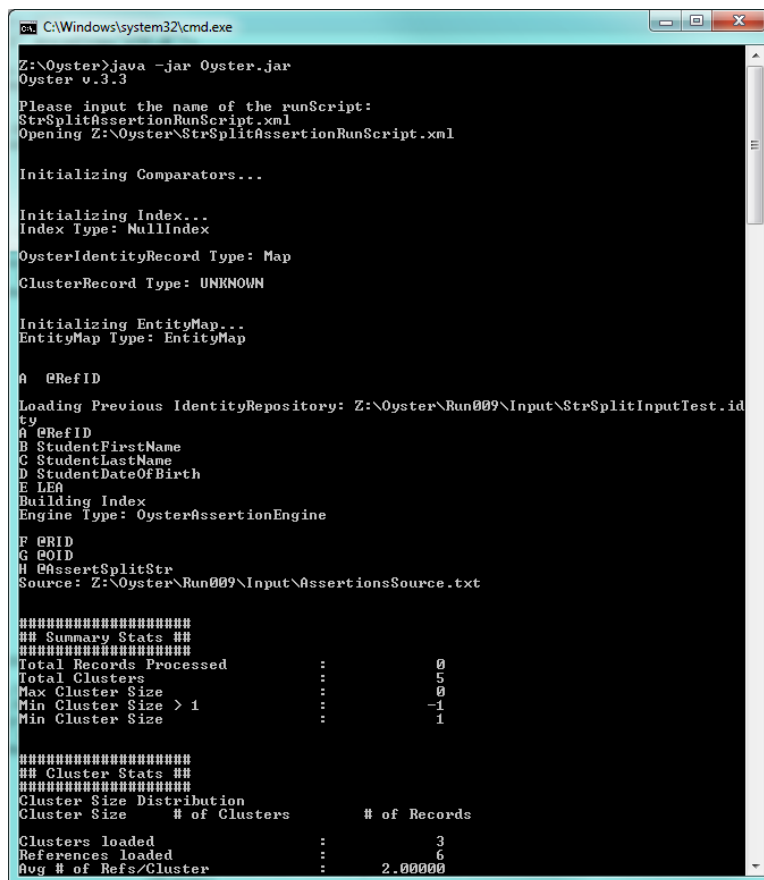 C:\Windows\system32\cmd.exe
Z:\Oyster>java -jar Oyster.jar
Oyster v.3.3
Please input the name of the runScript:
StrSplitAssertionRunScript.xml
Opening Z:\Oyster\StrSplitAssertionRunScript.xml
Initializing Comparators...
Initializing Index...
Index Type: NullIndex
OysterIdentityRecord Type: Map
ClusterRecord Type: UNKNOWN
Initializing EntityMap...
EntityMap Type: EntityMap
A @RefID
Loading Previous IdentityRepository: Z:\Oyster\Run009\Input\StrSplitInputTest.id
ty
A @RefID
B StudentFirstName
C StudentLastName
D StudentDateOfBirth
E LEA
Building Index
Engine Type: OysterAssertionEngine
F @RID
G @OID
H @AssertSplitStr
Source: Z:\Oyster\Run009\Input\AssertionsSource.txt
###################
## Summary Stats ##
###################
Total Records Processed : 0
Total Clusters : 5
Max Cluster Size : 0
Min Cluster Size > 1 : -1
Min Cluster Size : 1
###################
## Cluster Stats ##
###################
Cluster Size Distribution
Cluster Size # of Clusters # of Records
Clusters loaded : 3
References loaded : 6
Avg # of Refs/Cluster : 2.00000